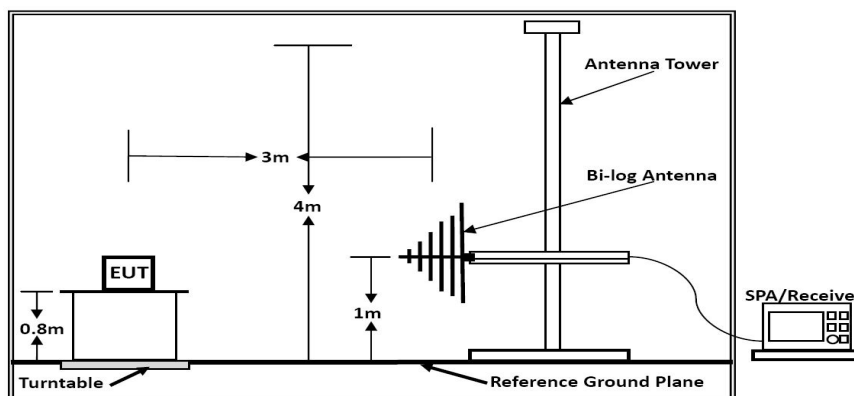 Antenna Tower
3m
Bi-log Antenna
4m
EUT
SPA/Receive
0.8m
1m
Turntable
Reference Ground Plane